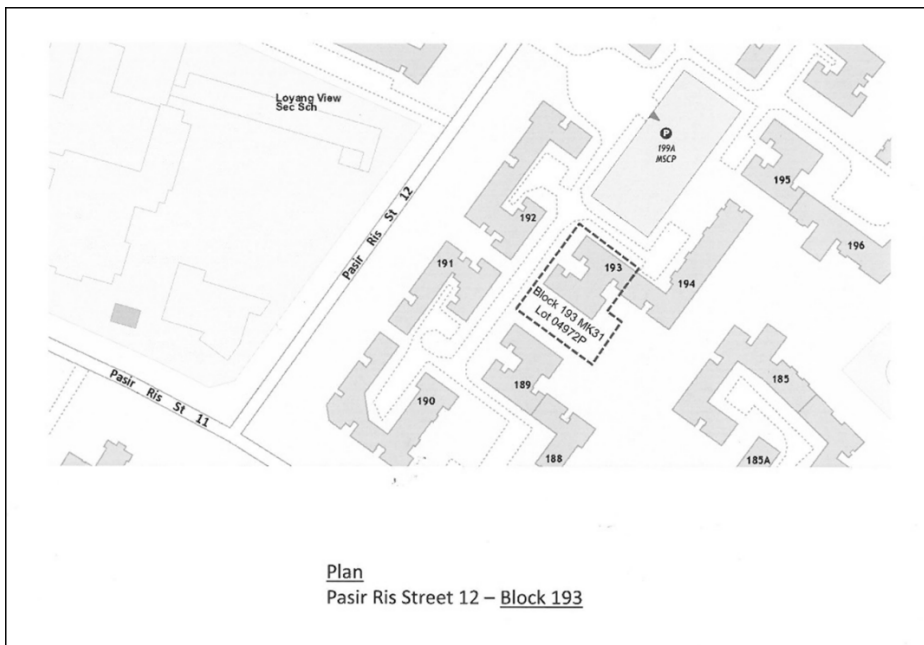 Loyang View
Sec Sch
Pasir Ris St 12
Pasir Ris St 11
P
199A
MSCP
195
196
192
191
193
194
Block 193 MK31
Lot 04972P
189
190
188
185
185A
Plan
Pasir Ris Street 12 – Block 193